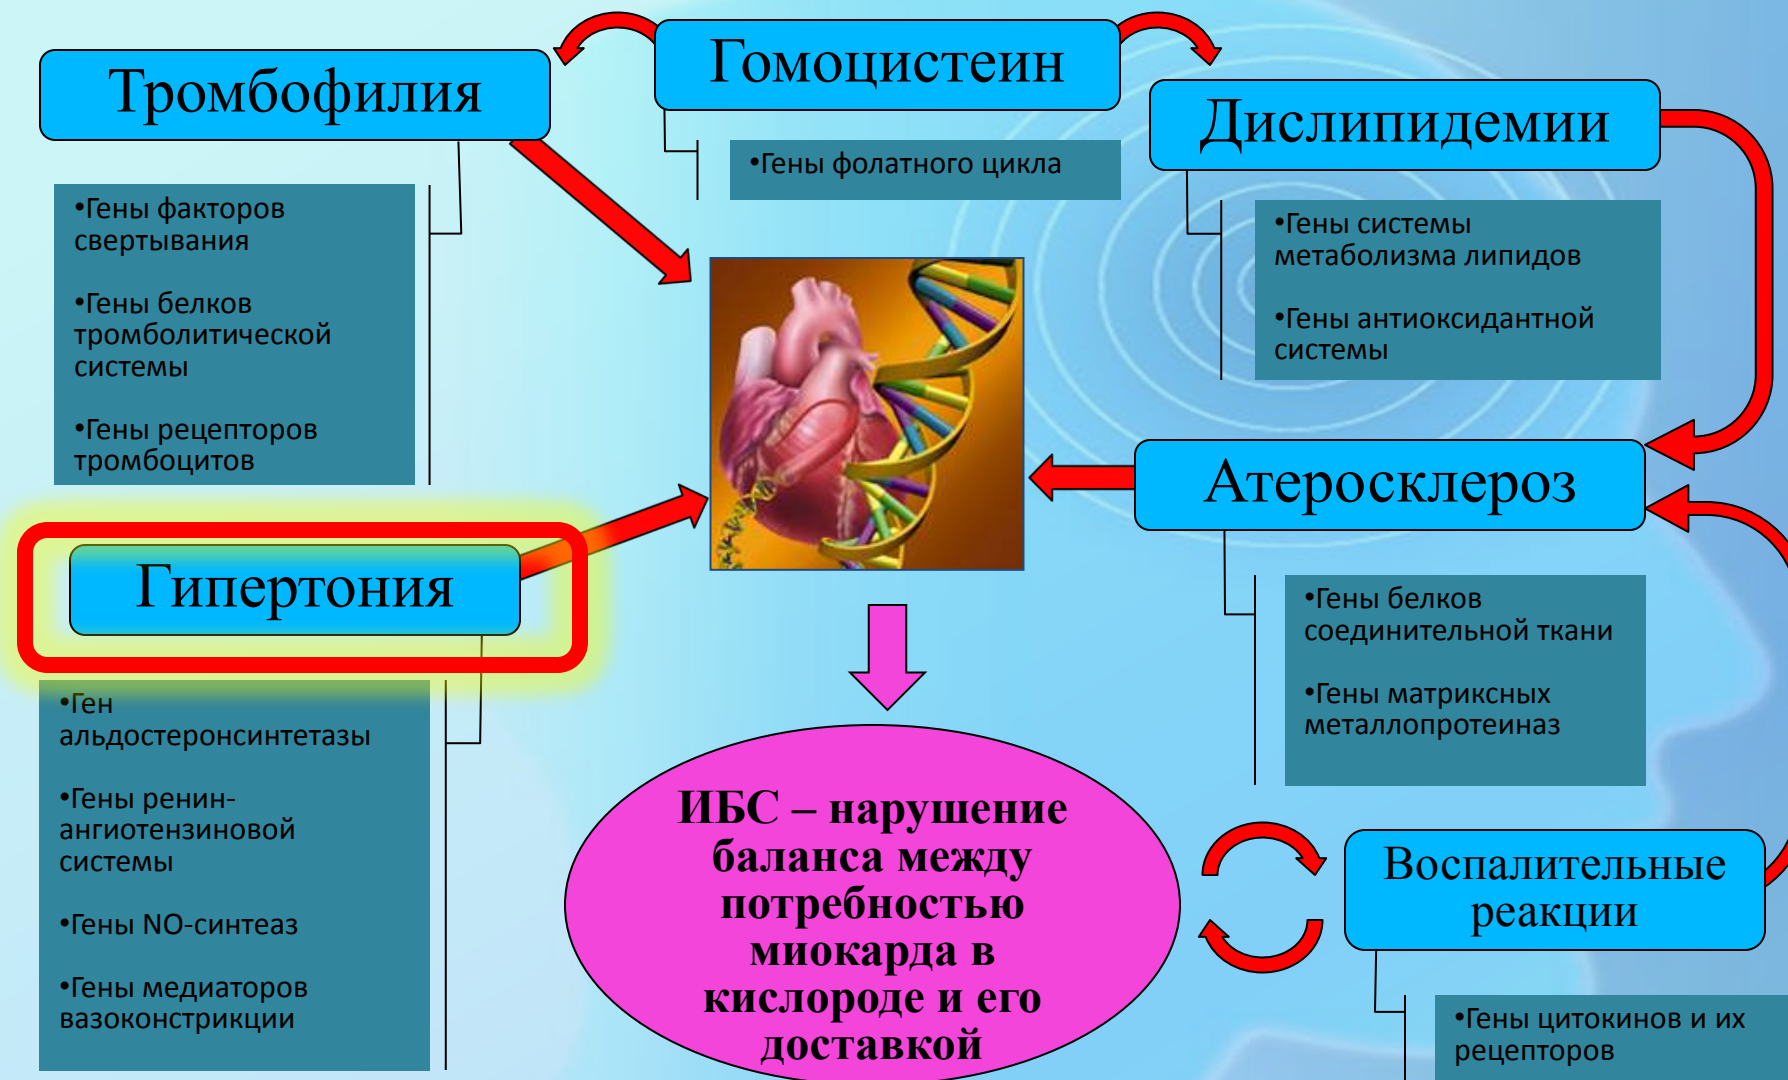 Тромбофилия
•Гены факторов
свертывания
•Гены белков
тромболитической
системы
•Гены рецепторов
тромбоцитов
Гомоцистеин
•Гены фолатного цикла
Дислипидемии
•Гены системы
метаболизма липидов
•Гены антиоксидантной
системы
Гипертония
•Ген
альдостеронсинтетазы
•Гены ренин-
ангиотензиновой
системы
•Гены NO-синтеаз
•Гены медиаторов
вазоконстрикции
Атеросклероз
•Гены белков
соединительной ткани
•Гены матриксных
металлопротеиназ
ИБС – нарушение
баланса между
потребностью
миокарда в
кислороде и его
доставкой
Воспалительные
реакции
•Гены цитокинов и их
рецепторов